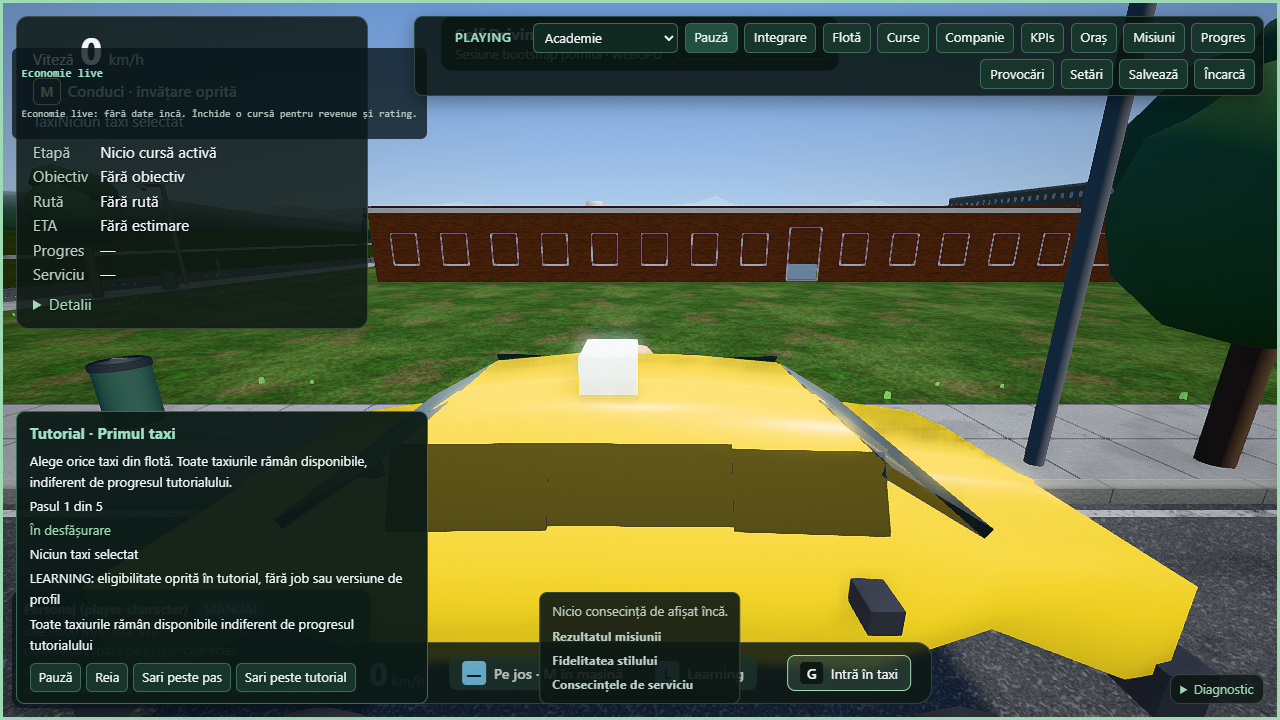 Viteză 0 km/h
Economie live
M Conduci · învățare oprită
Economie live: fără date încă. Închide o cursă pentru revenue și rating.
Taxi Niciun taxi selectat
Etapă Nicio cursă activă
Obiectiv Fără obiectiv
Rută Fără rută
ETA Fără estimare
Progres —
Serviciu —
▶ Detalii
PLAYING Academie Pauză Integrare Flotă Curse Companie KPIs Oraș Misiuni Progres
Provocări Setări Salvează Încarcă
Tutorial · Primul taxi
Alege orice taxi din flotă. Toate taxiurile rămân disponibile,
indiferent de progresul tutorialului.
Pasul 1 din 5
În desfășurare
Niciun taxi selectat
LEARNING: eligibilitate oprită în tutorial, fără job sau versiune de
profil
Toate taxiurile rămân disponibile indiferent de progresul
tutorialului
Pauză Reia Sari peste pas Sari peste tutorial
Nicio consecință de afișat încă.
Rezultatul misiunii
Fidelitatea stilului
Consecințele de serviciu
0 km/h
Pe jos · M în mașină
L Learning
G Intră în taxi
▶ Diagnostic